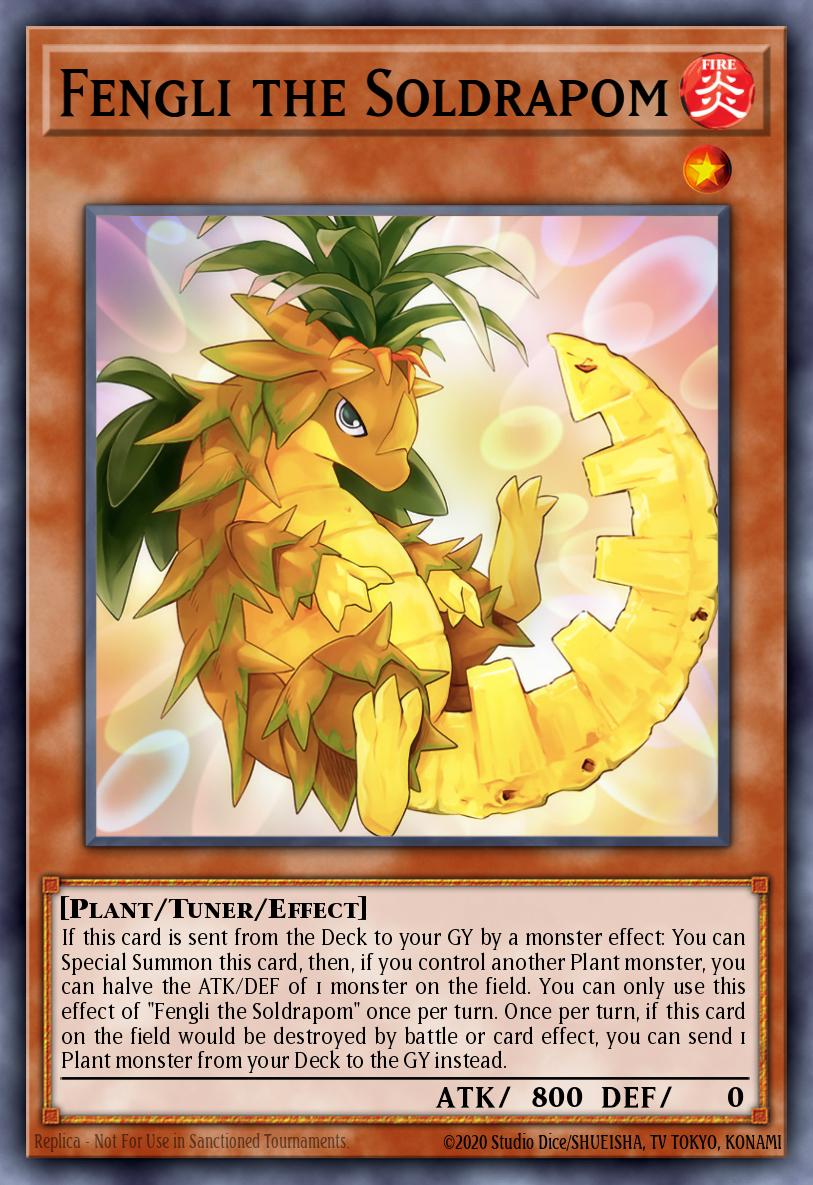 Fengli the Soldrapom
FIRE
炎
[Plant/Tuner/Effect]
If this card is sent from the Deck to your GY by a monster effect: You can
Special Summon this card, then, if you control another Plant monster, you
can halve the ATK/DEF of 1 monster on the field. You can only use this
effect of "Fengli the Soldrapom" once per turn. Once per turn, if this card
on the field would be destroyed by battle or card effect, you can send 1
Plant monster from your Deck to the GY instead.
ATK/ 800 DEF/ 0
Replica - Not For Use in Sanctioned Tournaments.
©2020 Studio Dice/SHUEISHA, TV TOKYO, KONAMI